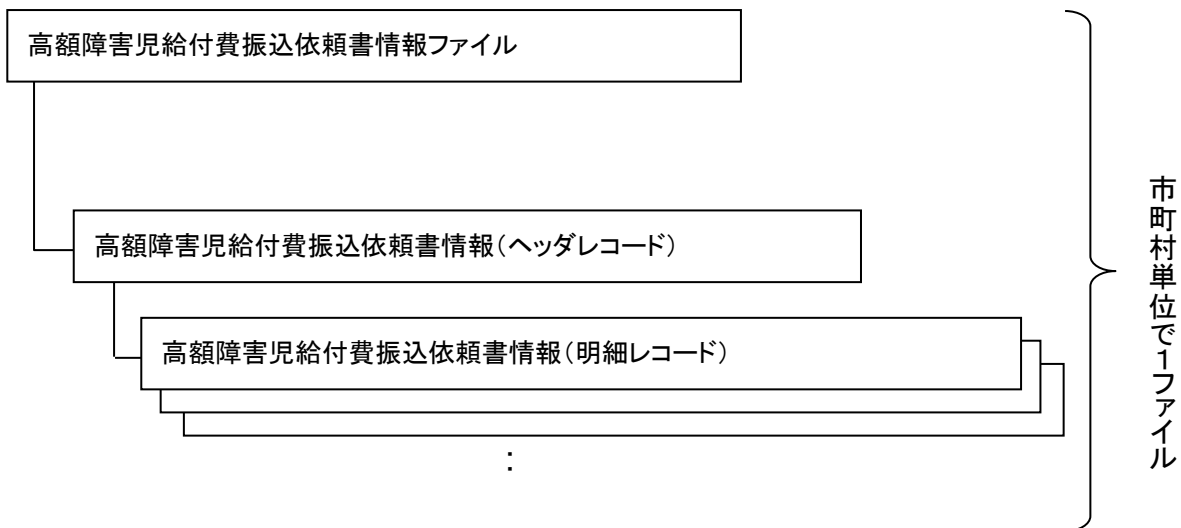 高額障害児給付費振込依頼書情報ファイル
高額障害児給付費振込依頼書情報(ヘッダレコード)
高額障害児給付費振込依頼書情報(明細レコード)
:
市町村単位で1ファイル